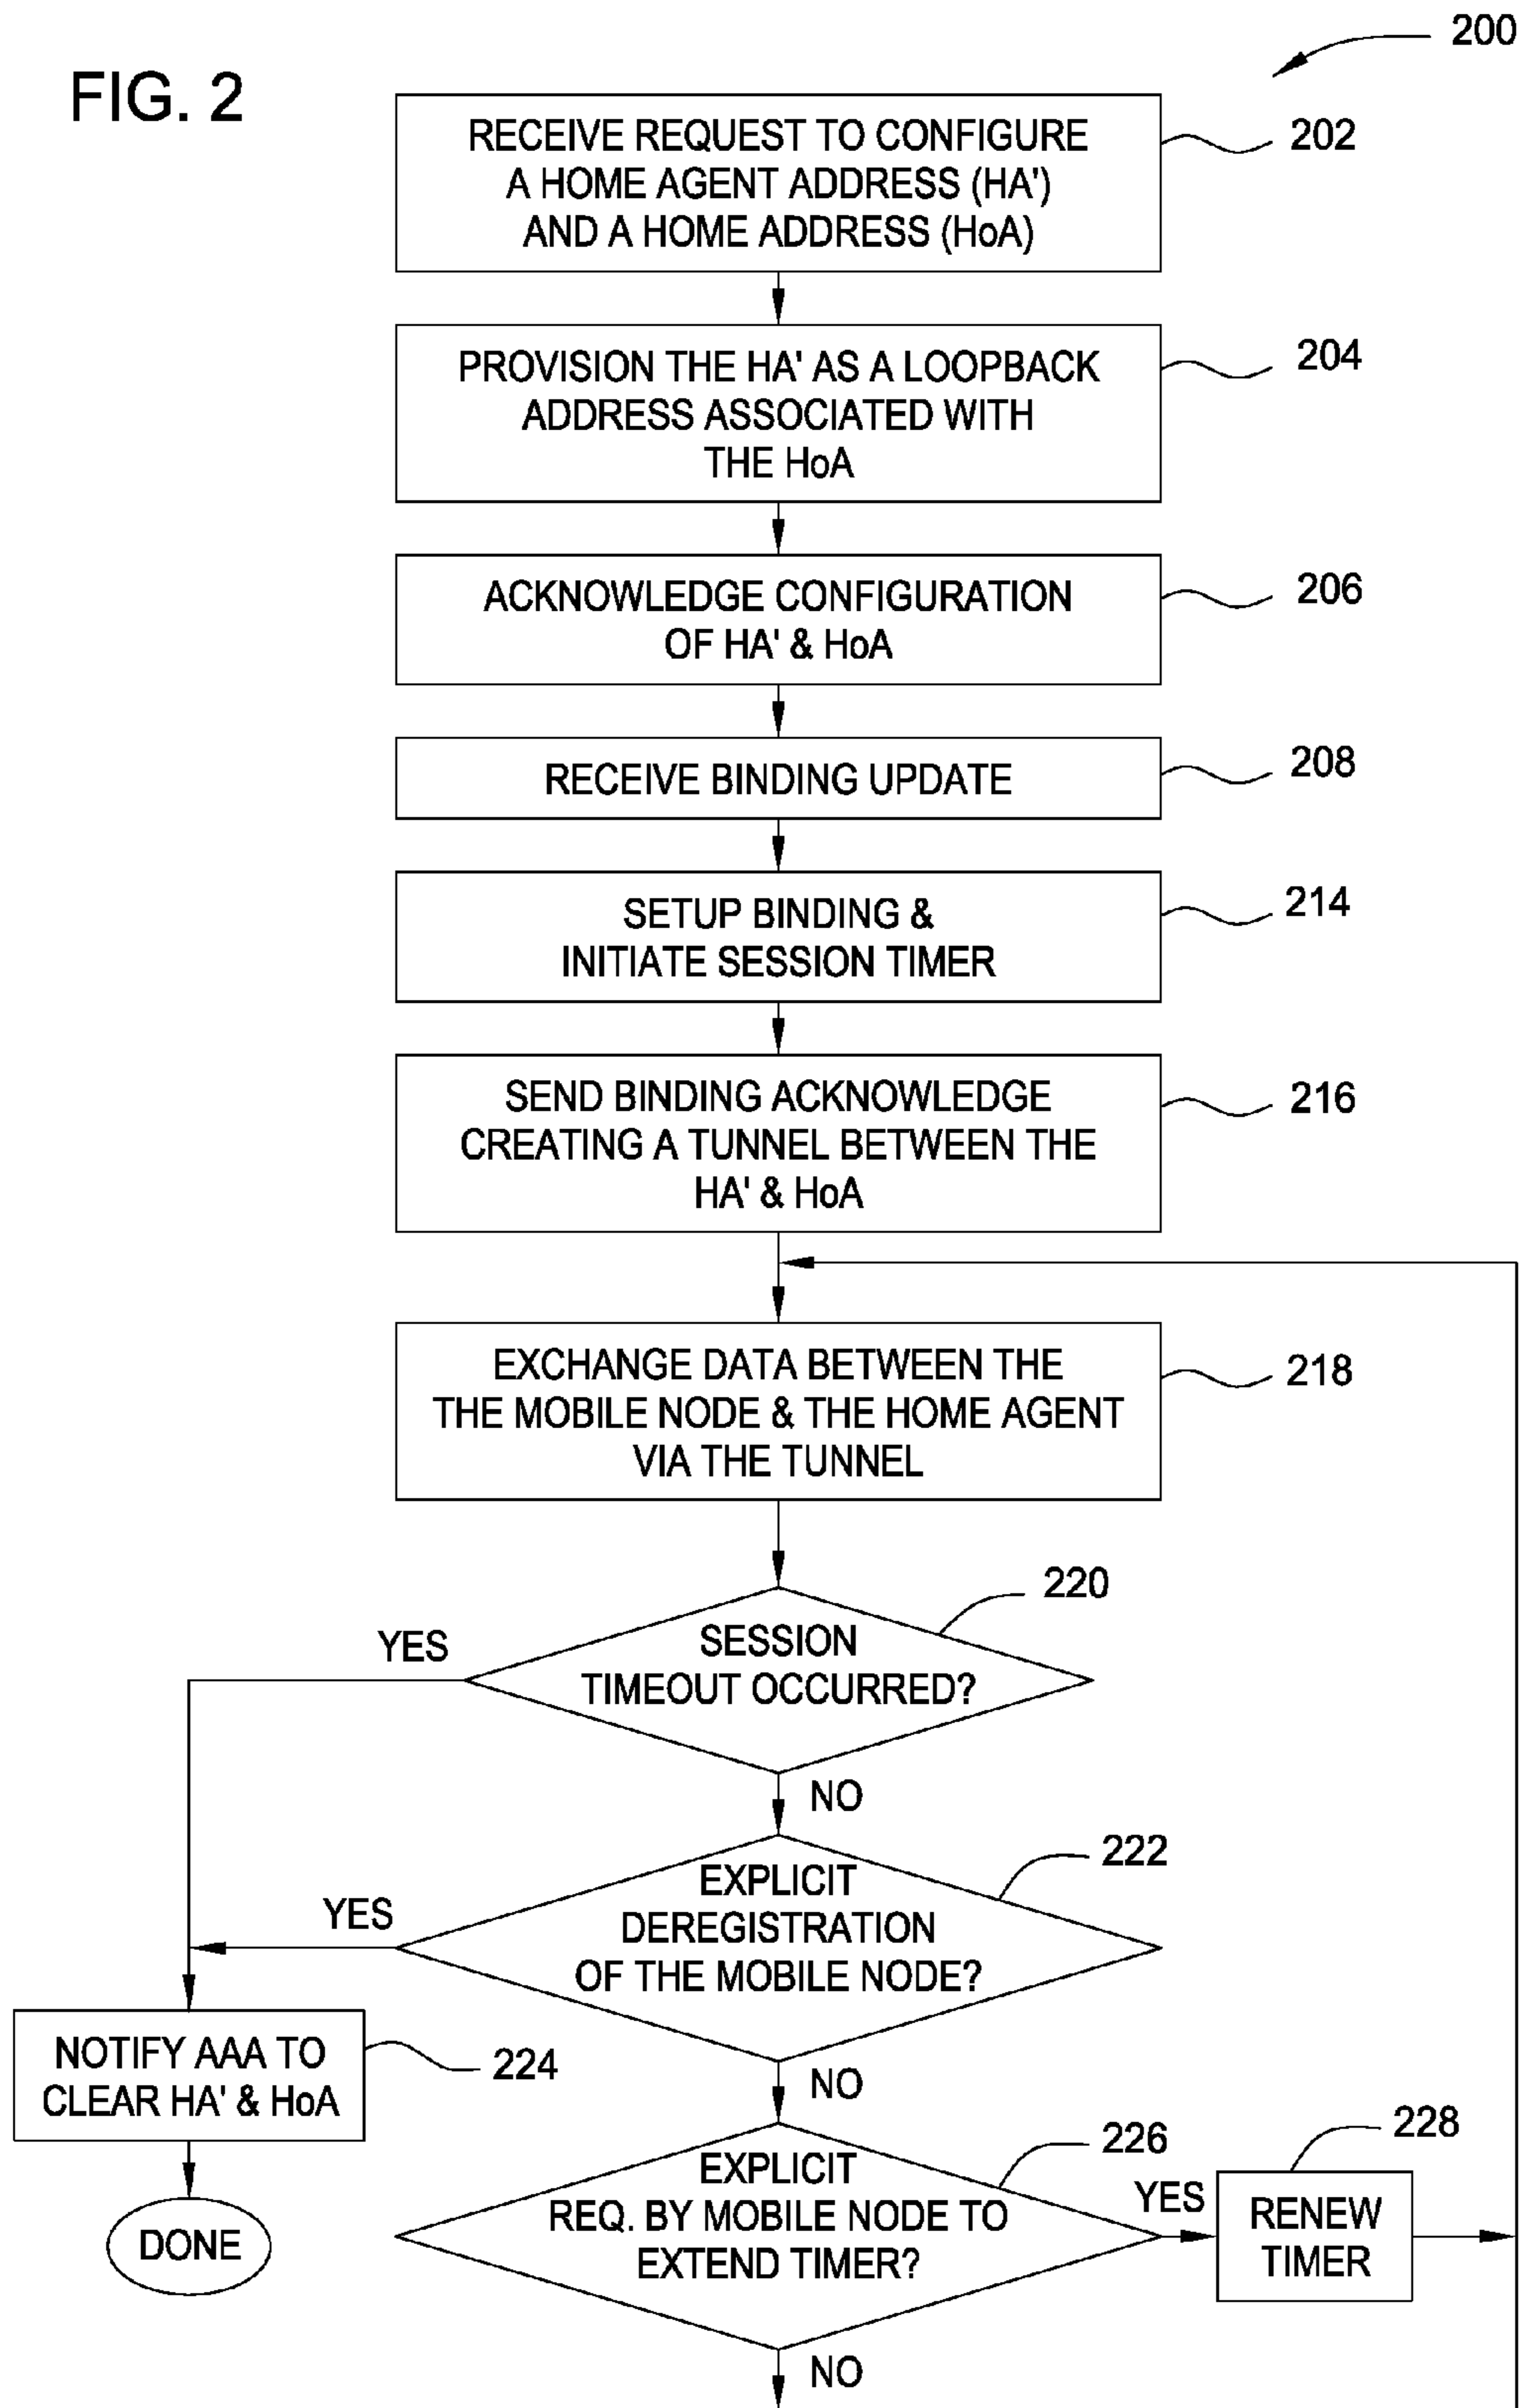 200
FIG. 2
RECEIVE REQUEST TO CONFIGURE
A HOME AGENT ADDRESS (HA')
AND A HOME ADDRESS (HoA)
202
PROVISION THE HA' AS A LOOPBACK
ADDRESS ASSOCIATED WITH
THE HoA
204
ACKNOWLEDGE CONFIGURATION
OF HA' & HoA
206
RECEIVE BINDING UPDATE
208
SETUP BINDING &
INITIATE SESSION TIMER
214
SEND BINDING ACKNOWLEDGE
CREATING A TUNNEL BETWEEN THE
HA' & HoA
216
EXCHANGE DATA BETWEEN THE
THE MOBILE NODE & THE HOME AGENT
VIA THE TUNNEL
218
SESSION
TIMEOUT OCCURRED?
220
YES
NO
EXPLICIT
DEREGISTRATION
OF THE MOBILE NODE?
222
YES
NO
NOTIFY AAA TO
CLEAR HA' & HoA
224
DONE
EXPLICIT
REQ. BY MOBILE NODE TO
EXTEND TIMER?
226
YES
RENEW
TIMER
228
NO